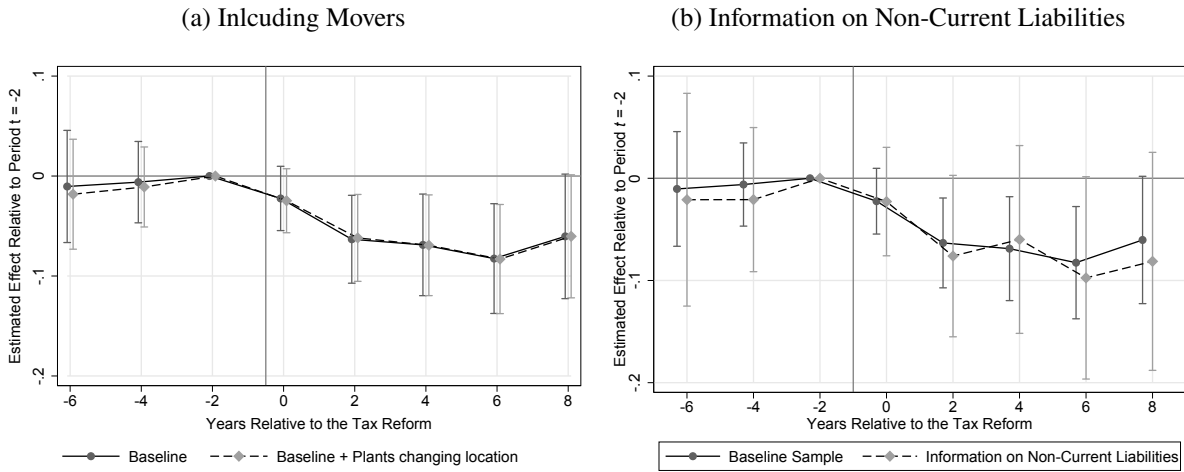 (a) Inlcuding Movers
Estimated Effect Relative to Period t = -2
.1
0
-.1
-.2
-6 -4 -2 0 2 4 6 8
Years Relative to the Tax Reform
Baseline Baseline + Plants changing location
(b) Information on Non-Current Liabilities
Estimated Effect Relative to Period t = -2
.1
0
-.1
-.2
-6 -4 -2 0 2 4 6 8
Years Relative to the Tax Reform
Baseline Sample Information on Non-Current Liabilities